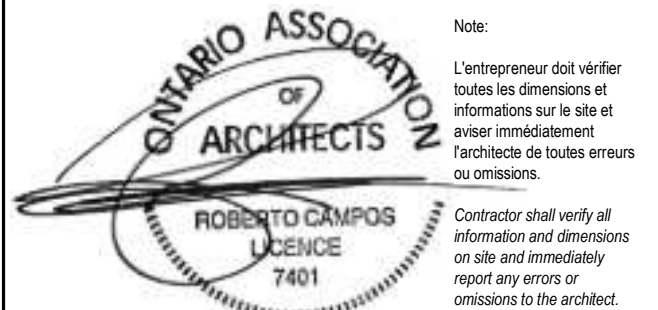 ONTARIO ASSOCIATION
OF
ARCHITECTS
ROBERTO CAMPOS
LICENCE
7401
Note:
L'entrepreneur doit vérifier
toutes les dimensions et
informations sur le site et
aviser immédiatement
l'architecte de toutes erreurs
ou omissions.
Contractor shall verify all
information and dimensions
on site and immediately
report any errors or
omissions to the architect.